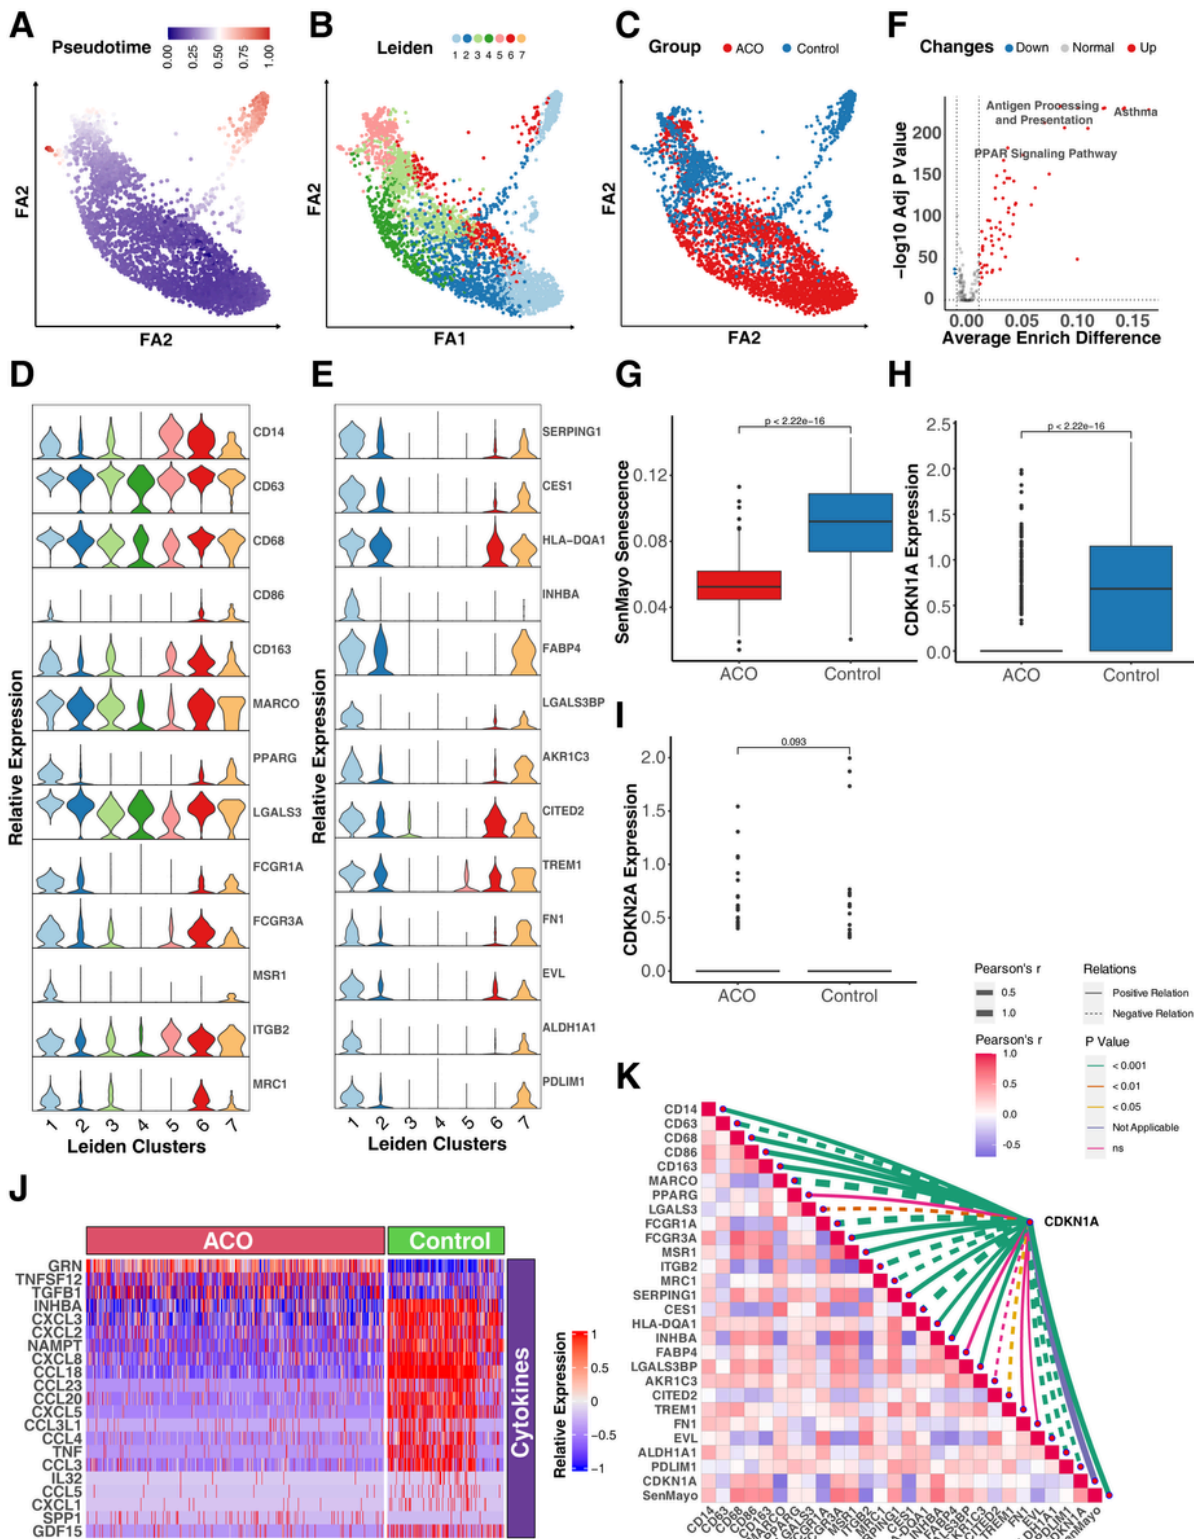 A
Pseudotime
0.00
0.25
0.50
0.75
1.00
FA2
FA2
B
Leiden
1 2 3 4 5 6 7
FA2
FA1
C
Group
ACO
Control
FA2
FA2
F
Changes
Down
Normal
Up
Antigen Processing
and Presentation
Asthma
PPAR Signaling Pathway
−log10 Adj P Value
200
150
100
50
0
0.00 0.05 0.10 0.15
Average Enrich Difference
D
Relative Expression
CD14
CD63
CD68
CD86
CD163
MARCO
PPARG
LGALS3
FCGR1A
FCGR3A
MSR1
ITGB2
MRC1
1 2 3 4 5 6 7
Leiden Clusters
E
Relative Expression
SERPING1
CES1
HLA−DQA1
INHBA
FABP4
LGALS3BP
AKR1C3
CITED2
TREM1
FN1
EVL
ALDH1A1
PDLIM1
1 2 3 4 5 6 7
Leiden Clusters
G
SenMayo Senescence
p < 2.22e−16
0.12
0.08
0.04
ACO Control
H
CDKN1A Expression
p < 2.22e−16
2.5
2.0
1.5
1.0
0.5
0.0
ACO Control
I
CDKN2A Expression
0.093
2.0
1.5
1.0
0.5
0.0
ACO Control
J
ACO
Control
GRN
TNFSF12
TGFB1
INHBA
CXCL3
CXCL2
NAMPT
CXCL8
CCL18
CCL23
CCL20
CXCL5
CCL3L1
CCL4
TNF
CCL3
IL32
CCL5
CXCL1
SPP1
GDF15
Cytokines
Relative Expression
1
0.5
0
−0.5
−1
Pearson's r
0.5
1.0
Relations
Positive Relation
Negative Relation
Pearson's r
1.0
0.5
0.0
-0.5
P Value
< 0.001
< 0.01
< 0.05
Not Applicable
ns
K
CD14
CD63
CD68
CD86
CD163
MARCO
PPARG
LGALS3
FCGR1A
FCGR3A
MSR1
ITGB2
MRC1
SERPING1
CES1
HLA−DQA1
INHBA
FABP4
LGALS3BP
AKR1C3
CITED2
TREM1
FN1
EVL
ALDH1A1
PDLIM1
CDKN1A
SenMayo
CDKN1A
CD14
CD63
CD68
CD86
CD163